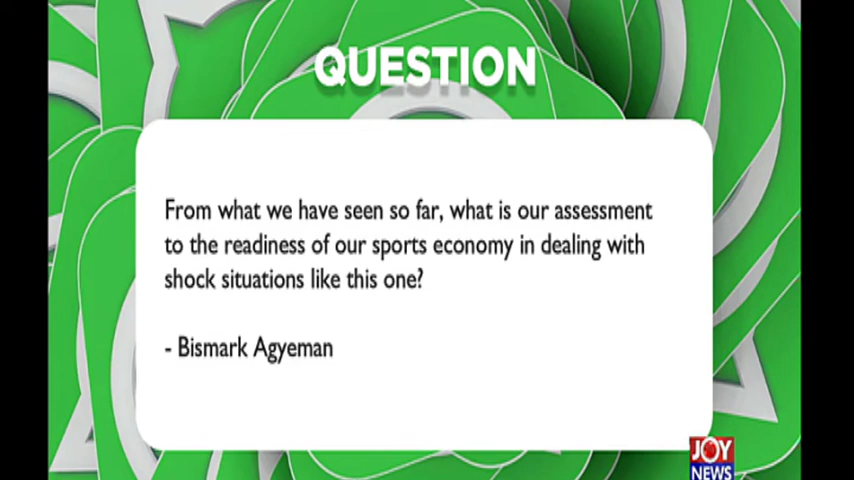 QUESTION
From what we have seen so far, what is our assessment
to the readiness of our sports economy in dealing with
shock situations like this one?
- Bismark Agyeman
JOY
NEWS